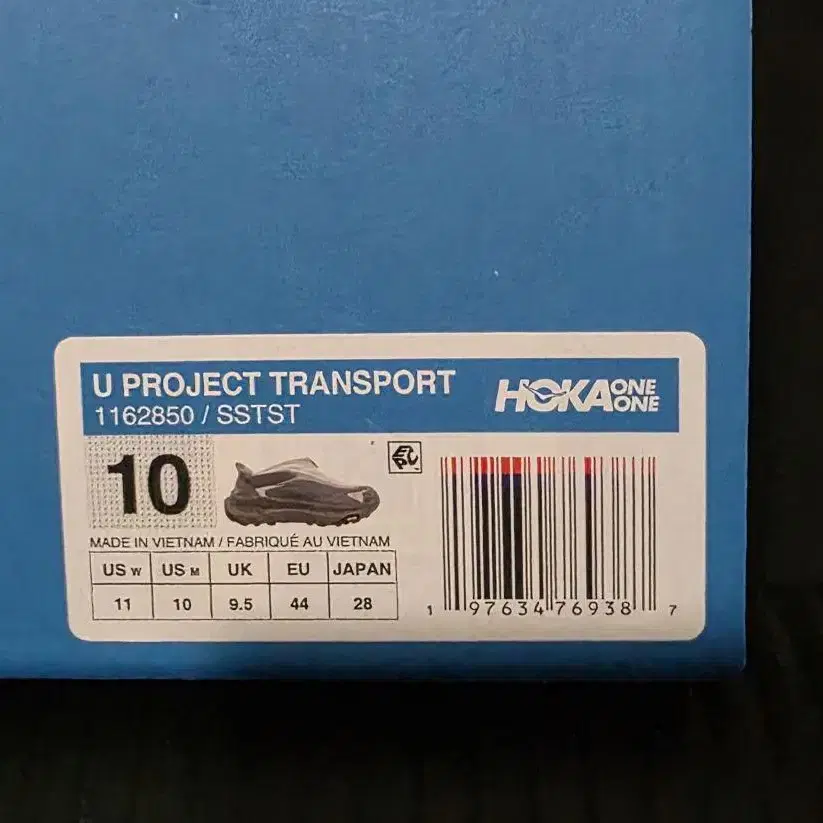 U PROJECT TRANSPORT
1162850 / SSTST
HOKA ONE ONE
10
EPC
MADE IN VIETNAM / FABRIQUÉ AU VIETNAM
US W US M UK EU JAPAN
11 10 9.5 44 28
1 97634 76938 7